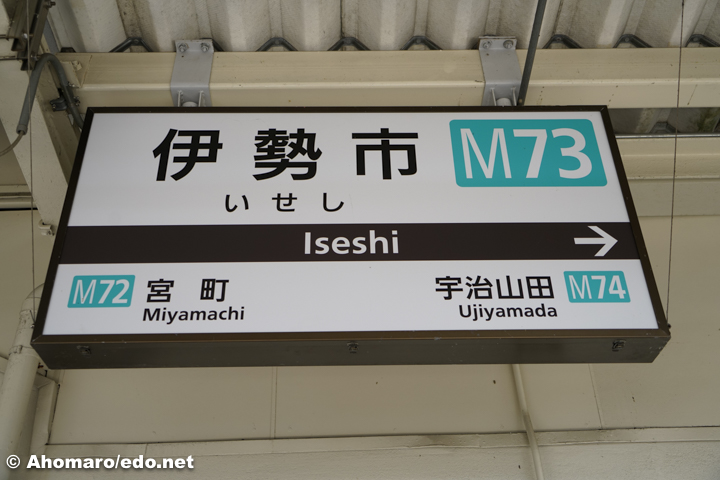 伊勢市 M73
いせし
Iseshi →
M72 宮町 宇治山田 M74
Miyamachi Ujiyamada
© Ahomaro/edo.net